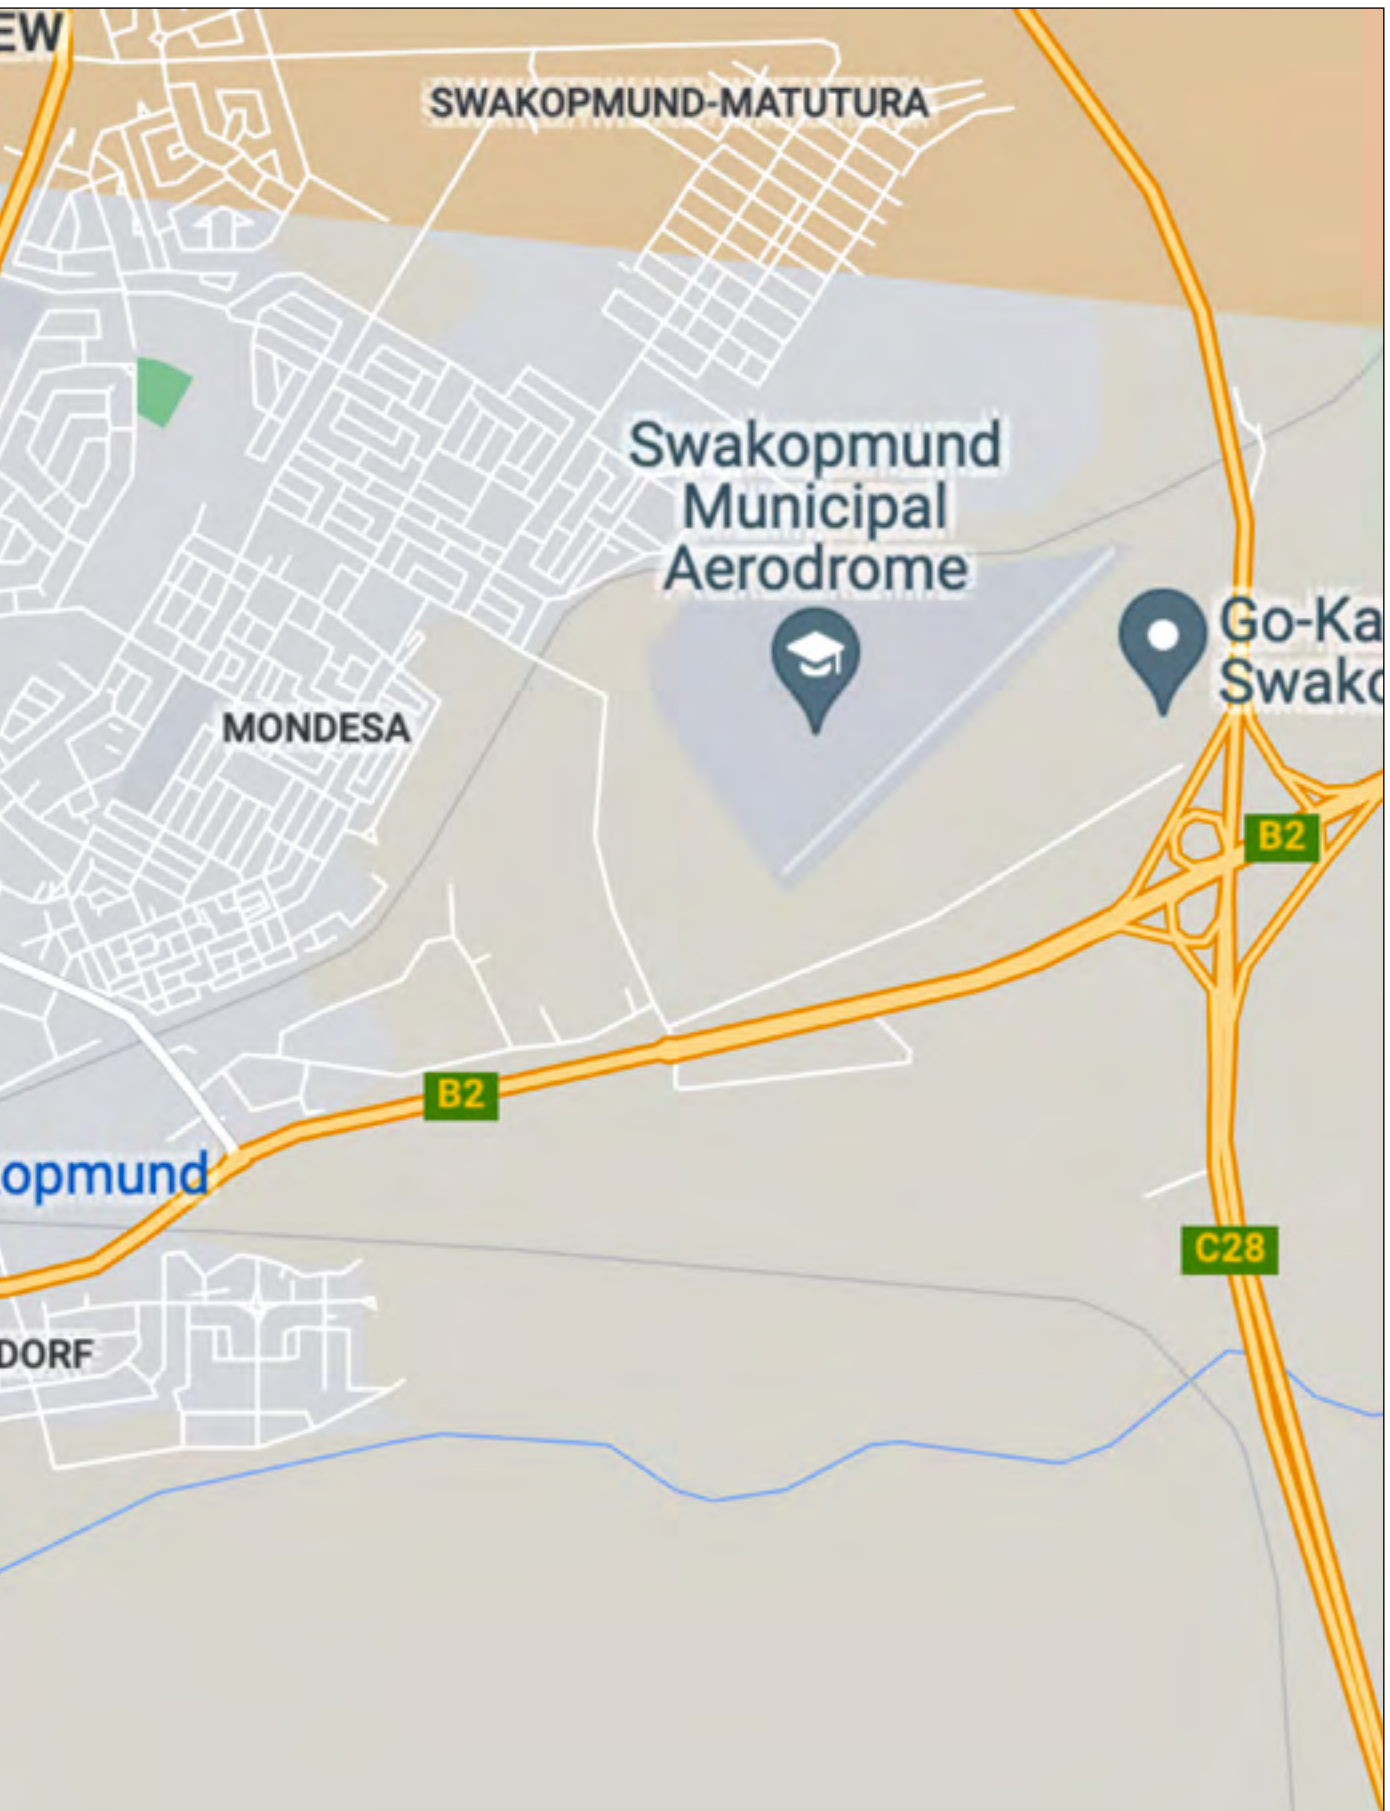 EW
SWAKOPMUND-MATUTURA
Swakopmund
Municipal
Aerodrome
Go-Ka
Swako
MONDESA
B2
B2
opmund
C28
DORF